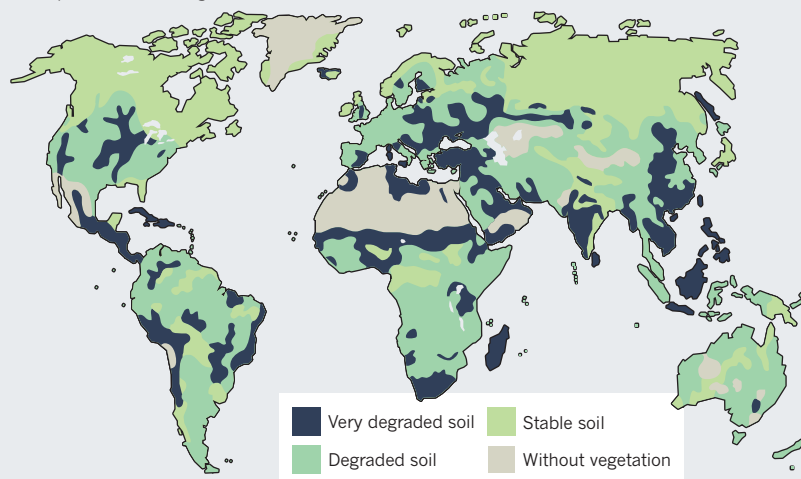 Very degraded soil
Stable soil
Degraded soil
Without vegetation